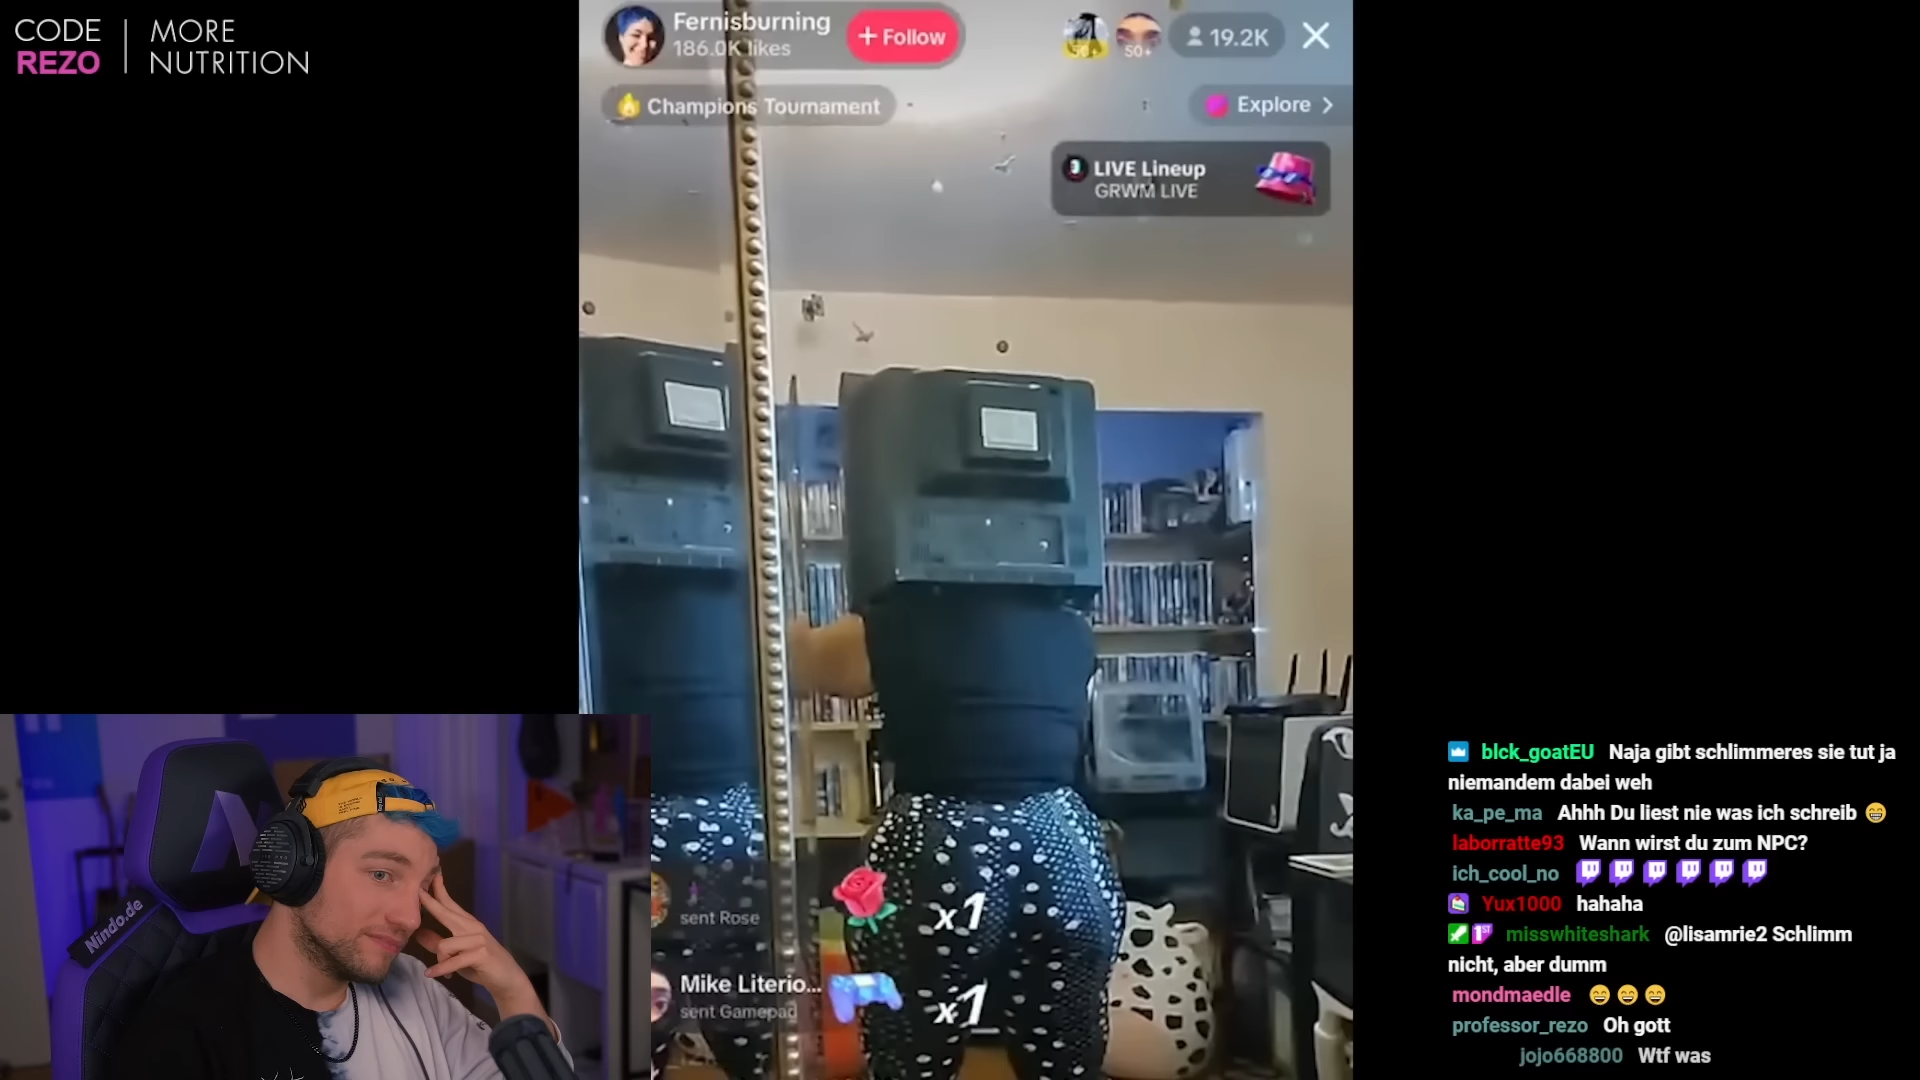 CODE REZO
MORE NUTRITION
Fernisburning
186.0K likes
+ Follow
50+
50+
19.2K
Champions Tournament
Explore >
LIVE Lineup
GRWM LIVE
sent Rose
x1
Mike Literio...
sent Gamepad
x1
Nindo.de
blck_goatEU Naja gibt schlimmeres sie tut ja
niemandem dabei weh
ka_pe_ma Ahhh Du liest nie was ich schreib 😁
laborratte93 Wann wirst du zum NPC?
ich_cool_no
Yux1000 hahaha
1ST misswhiteshark @lisamrie2 Schlimm
nicht, aber dumm
mondmaedle 😁 😁 😁
professor_rezo Oh gott
jojo668800 Wtf was